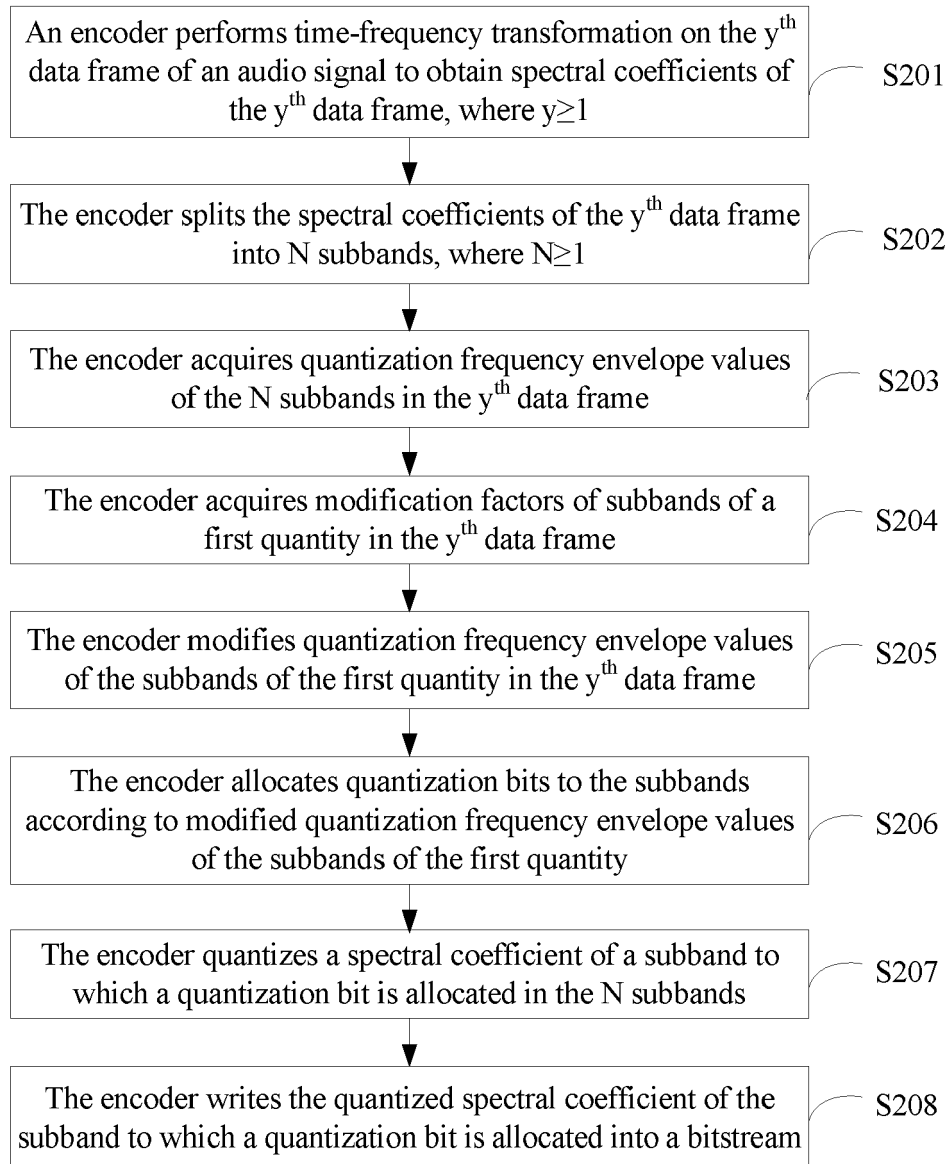 An encoder performs time-frequency transformation on the yth
data frame of an audio signal to obtain spectral coefficients of
the yth data frame, where y≥1
S201
The encoder splits the spectral coefficients of the yth data frame
into N subbands, where N≥1
S202
The encoder acquires quantization frequency envelope values
of the N subbands in the yth data frame
S203
The encoder acquires modification factors of subbands of a
first quantity in the yth data frame
S204
The encoder modifies quantization frequency envelope values
of the subbands of the first quantity in the yth data frame
S205
The encoder allocates quantization bits to the subbands
according to modified quantization frequency envelope values
of the subbands of the first quantity
S206
The encoder quantizes a spectral coefficient of a subband to
which a quantization bit is allocated in the N subbands
S207
The encoder writes the quantized spectral coefficient of the
subband to which a quantization bit is allocated into a bitstream
S208